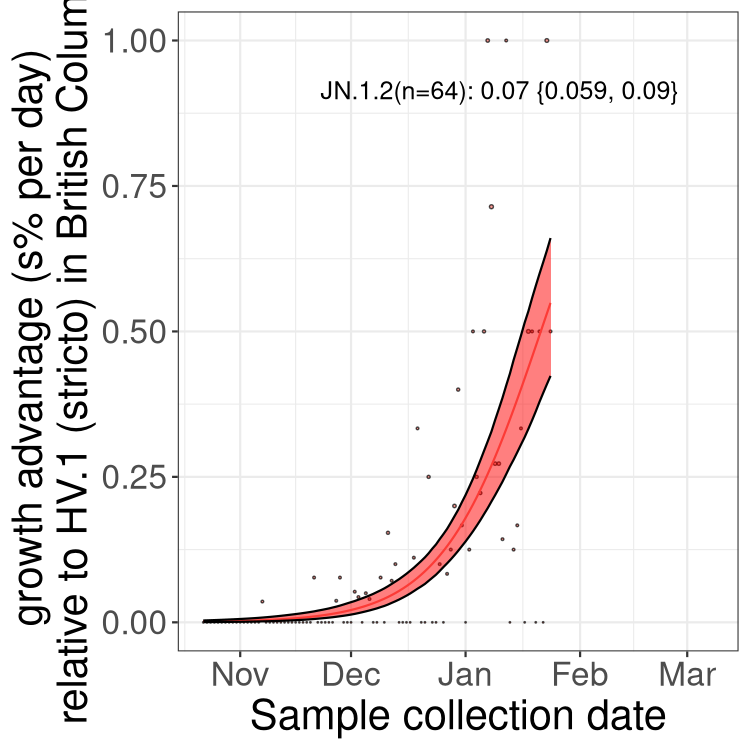 growth advantage (s% per day)
relative to HV.1 (stricto) in British Colum
1.00
0.75
0.50
0.25
0.00
JN.1.2(n=64): 0.07 {0.059, 0.09}
Nov Dec Jan Feb Mar
Sample collection date